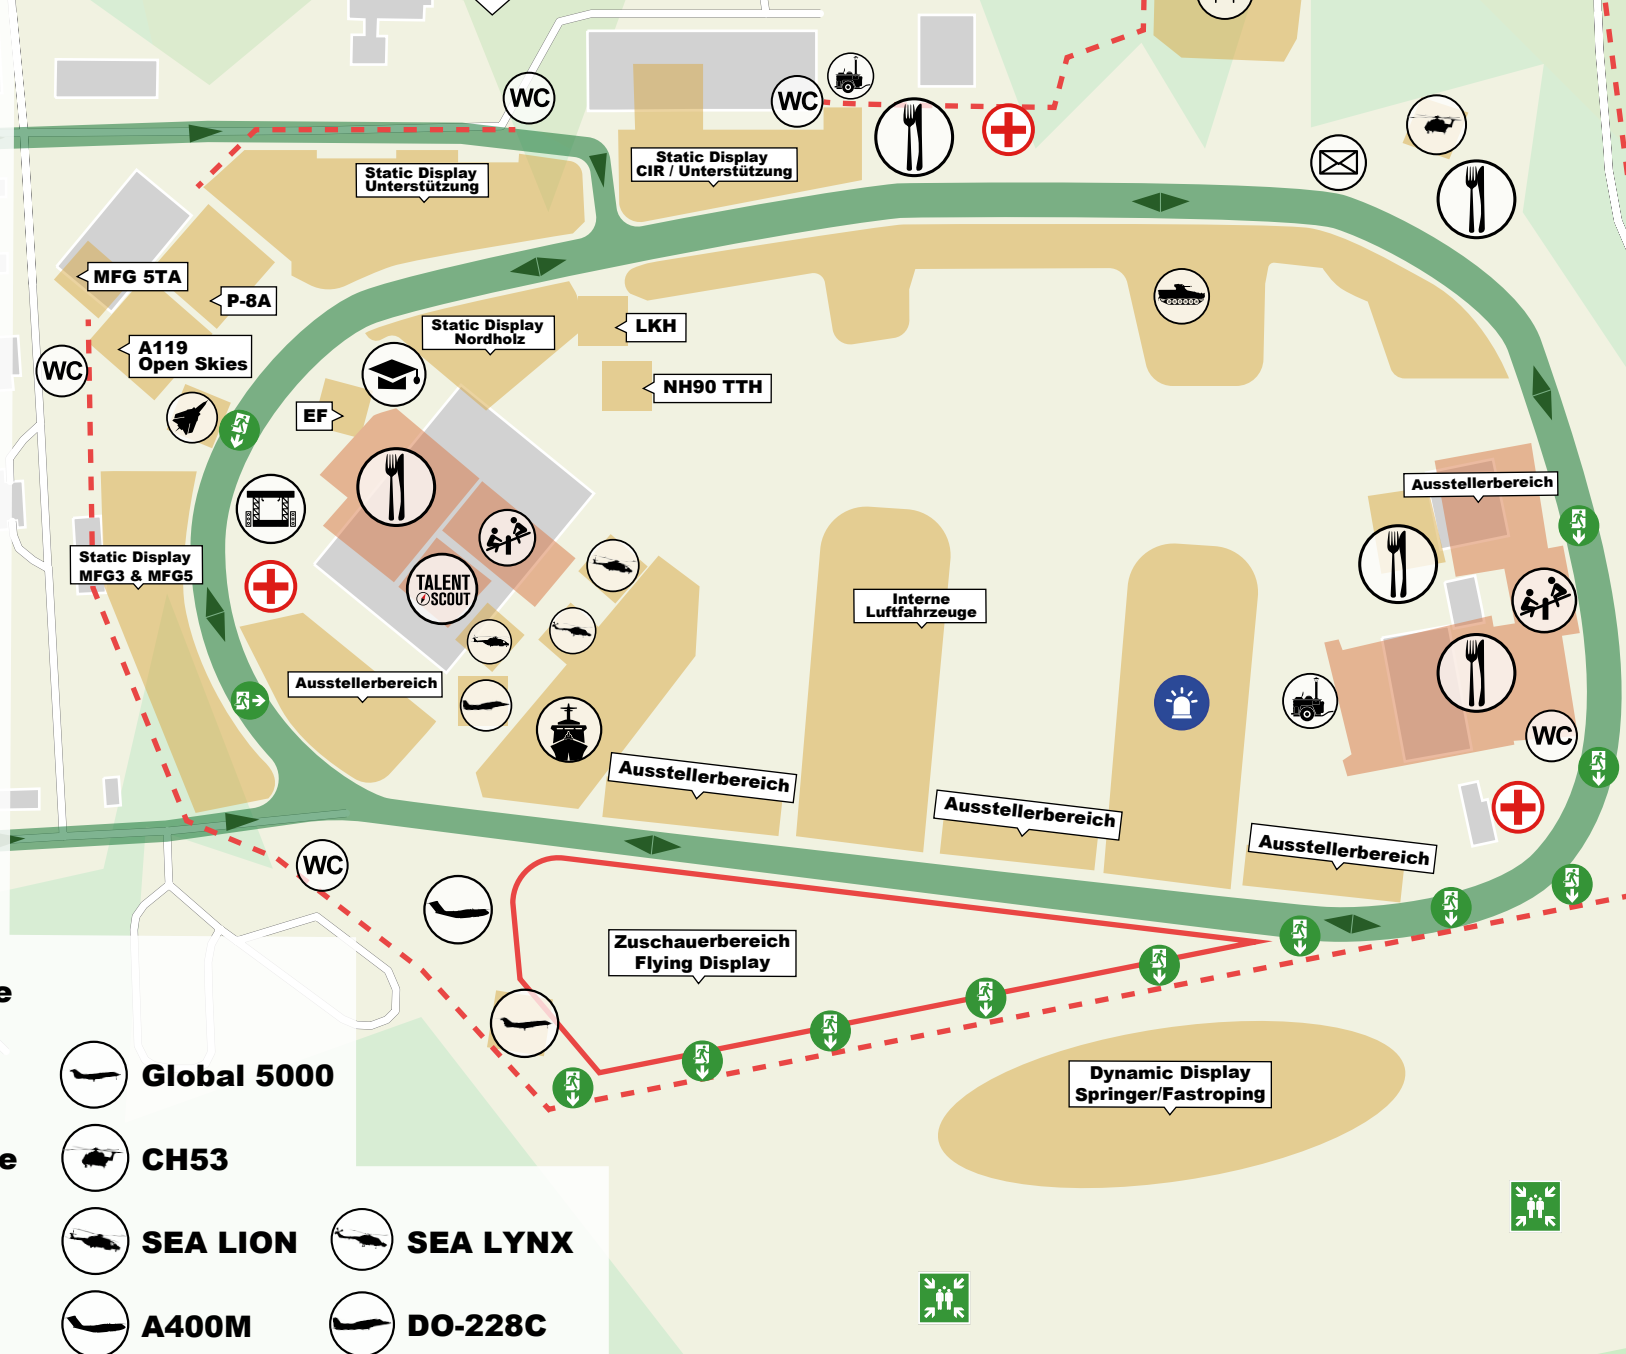 WC
WC
Static Display
CIR / Unterstützung
Static Display
Unterstützung
MFG 5TA
P-8A
A119
Open Skies
WC
Static Display
Nordholz
LKH
NH90 TTH
EF
Ausstellerbereich
Static Display
MFG3 & MFG5
TALENT
SCOUT
Interne
Luftfahrzeuge
Ausstellerbereich
WC
Ausstellerbereich
Ausstellerbereich
Ausstellerbereich
WC
Zuschauerbereich
Flying Display
Dynamic Display
Springer/Fastroping
e
Global 5000
e
CH53
SEA LION
SEA LYNX
A400M
DO-228C